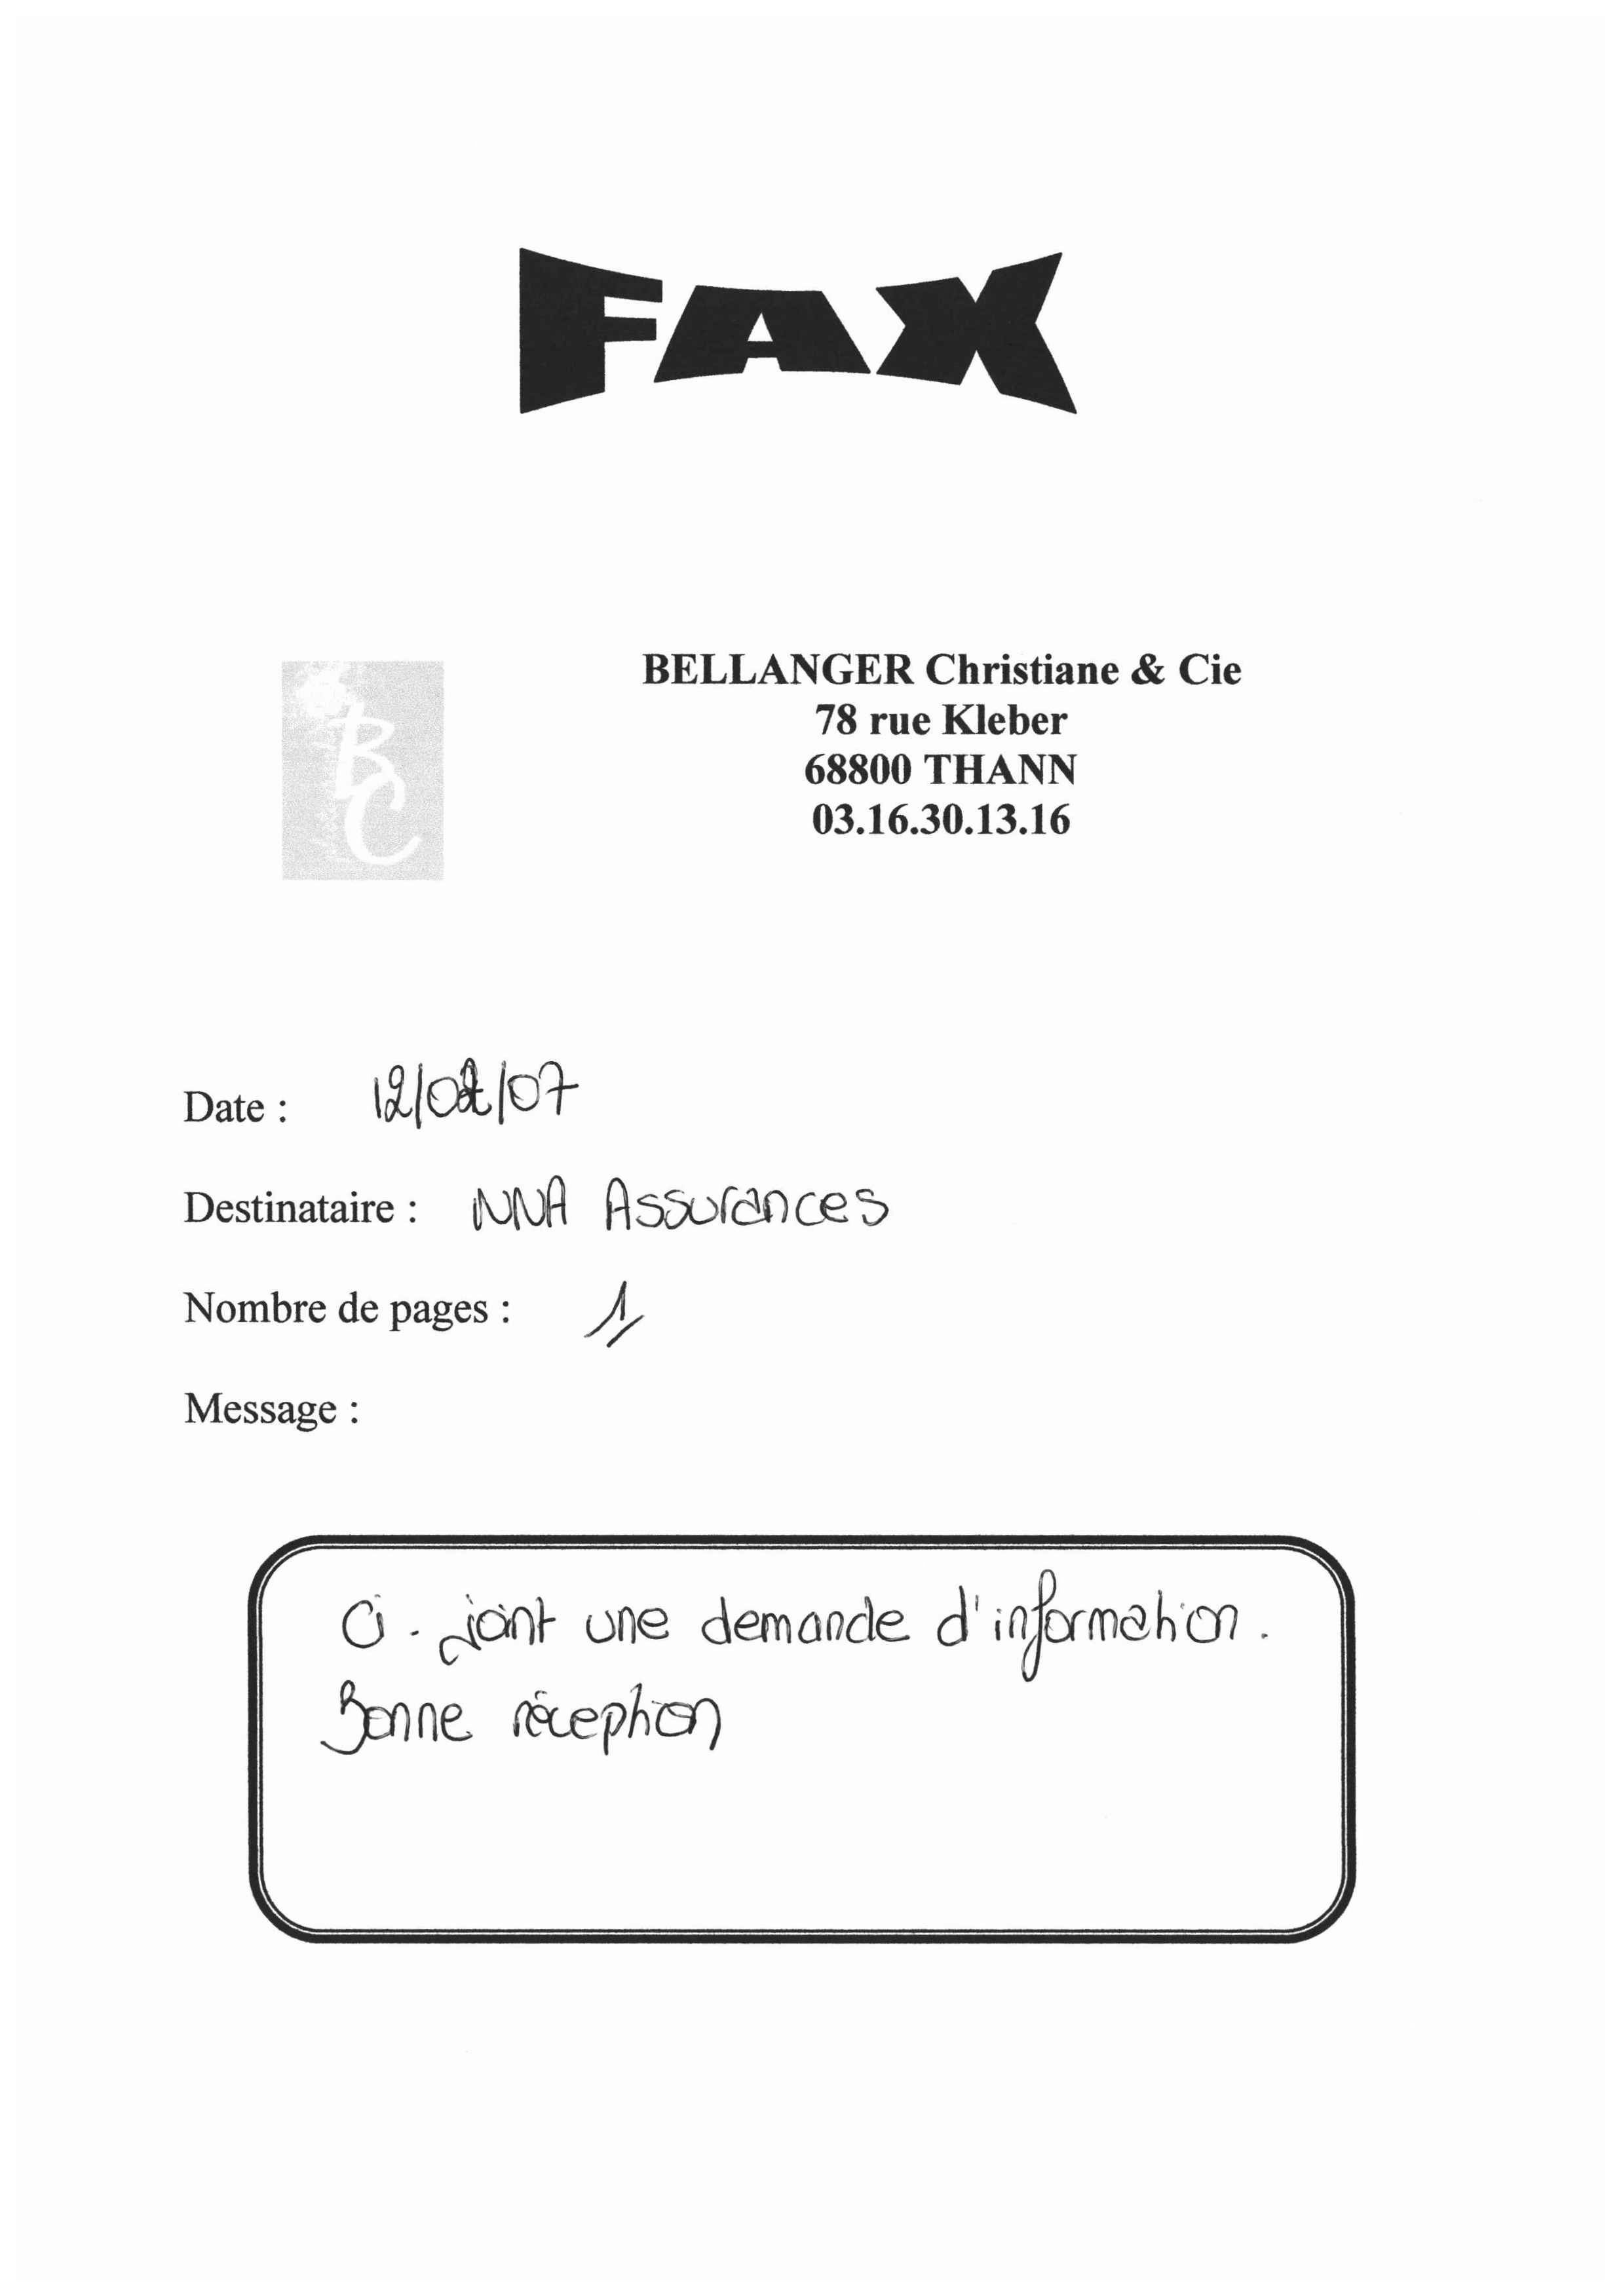 FAX
BELLANGER Christiane & Cie
78 rue Kleber
68800 THANN
03.16.30.13.16
BC
Date : 12/02/07
Destinataire : NNA Assurances
Nombre de pages : 1
Message :
Ci-joint une demande d'information.
Bonne réception